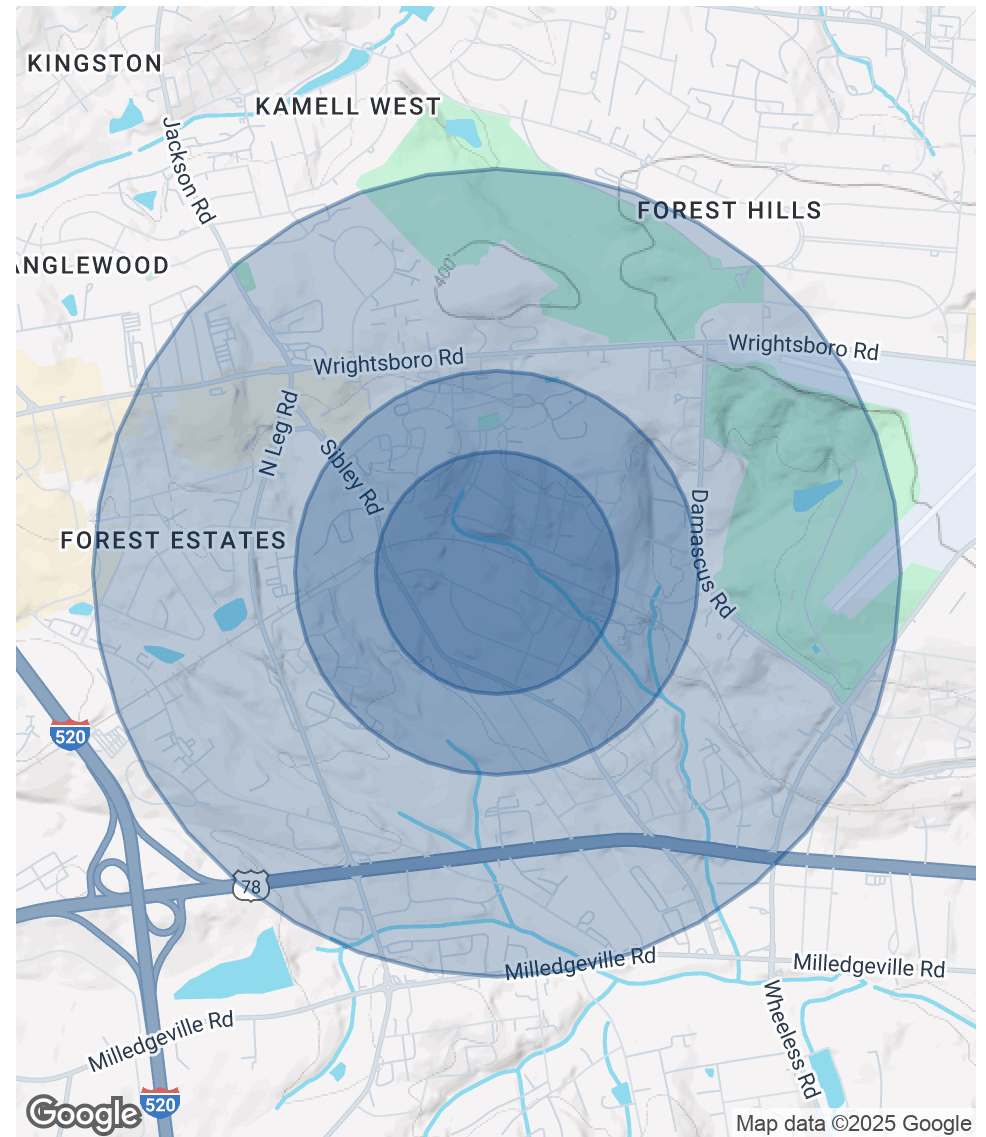 KINGSTON
KAMELL WEST
Jackson Rd
FOREST HILLS
ANGLEWOOD
400'
Wrightsboro Rd
Wrightsboro Rd
N Leg Rd
Sibley Rd
Damascus Rd
FOREST ESTATES
520
78
Milledgeville Rd
Milledgeville Rd
Wheeless Rd
Milledgeville Rd
520
Google
Map data ©2025 Google